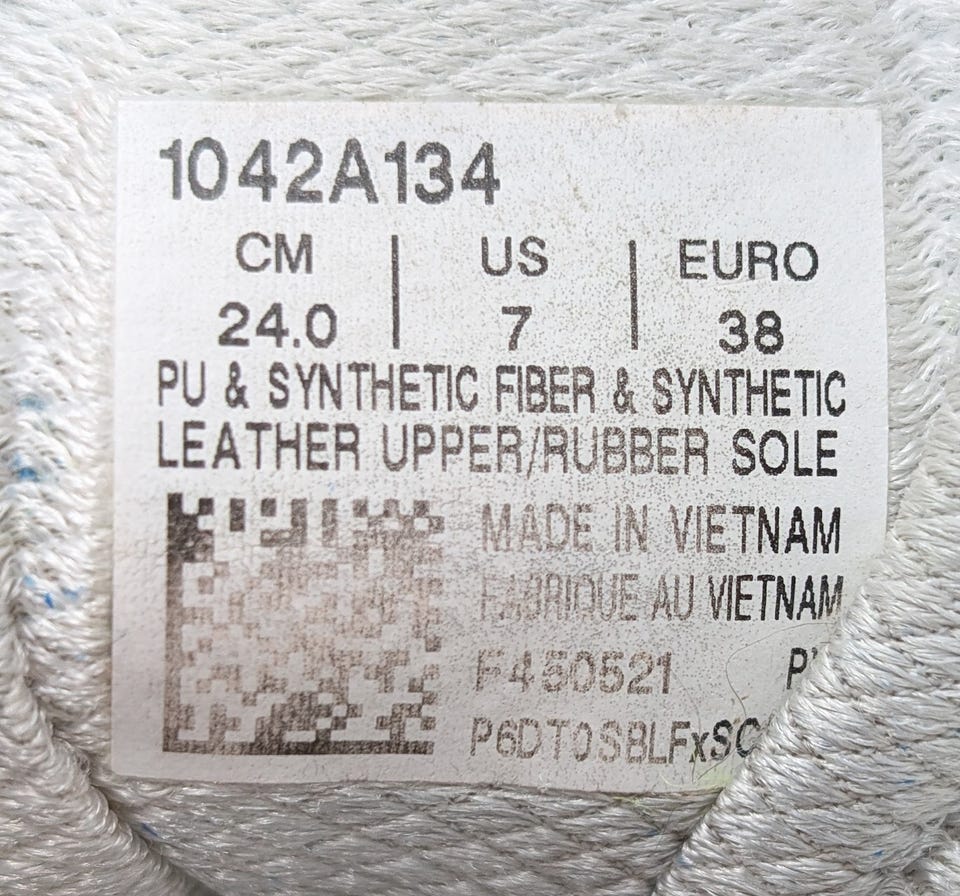 1042A134
CM | US | EURO
24.0 | 7 | 38
PU & SYNTHETIC FIBER & SYNTHETIC
LEATHER UPPER/RUBBER SOLE
MADE IN VIETNAM
FABRIQUE AU VIETNAM
F450521